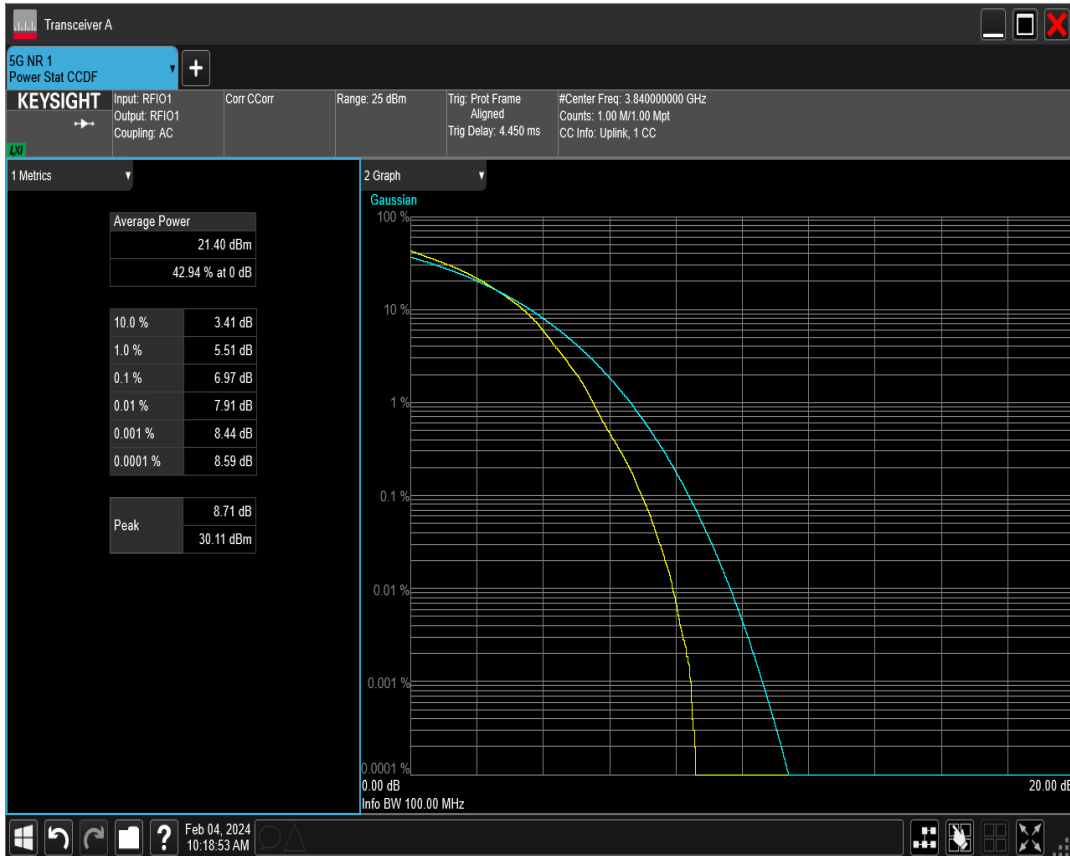 Transceiver A
5G NR 1
Power Stat CCDF
KEYSIGHT
LXI
Input: RFIO1
Output: RFIO1
Coupling: AC
Corr CCorr
Range: 25 dBm
Trig: Prot Frame
Aligned
Trig Delay: 4.450 ms
#Center Freq: 3.840000000 GHz
Counts: 1.00 M/1.00 Mpt
CC Info: Uplink, 1 CC
1 Metrics
Average Power
21.40 dBm
42.94 % at 0 dB
10.0 % 3.41 dB
1.0 % 5.51 dB
0.1 % 6.97 dB
0.01 % 7.91 dB
0.001 % 8.44 dB
0.0001 % 8.59 dB
Peak
8.71 dB
30.11 dBm
2 Graph
Gaussian
100 %
10 %
1 %
0.1 %
0.01 %
0.001 %
0.0001 %
0.00 dB 20.00 dB
Info BW 100.00 MHz
? Feb 04, 2024
10:18:53 AM